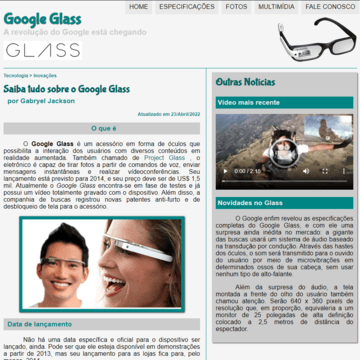 HOME ESPECIFICAÇÕES FOTOS MULTIMÍDIA FALE CONOSCO
Google Glass
A revolução do Google está chegando
GLASS
Tecnologia > Inovações
Saiba tudo sobre o Google Glass
por Gabryel Jackson
Atualizado em 23/Abril/2022
O que é
O Google Glass é um acessório em forma de óculos que
possibilita a interação dos usuários com diversos conteúdos em
realidade aumentada. Também chamado de Project Glass , o
eletrônico é capaz de tirar fotos a partir de comandos de voz, enviar
mensagens instantâneas e realizar vídeoconferências. Seu
lançamento está previsto para 2014, e seu preço deve ser de US$ 1,5
mil. Atualmente o Google Glass encontra-se em fase de testes e já
possui um vídeo totalmente gravado com o dispositivo. Além disso, a
companhia de buscas registrou novas patentes anti-furto e de
desbloqueio de tela para o acessório.
Data de lançamento
Não há uma data específica e oficial para o dispositivo ser
lançado, ainda. Pode ser que ele esteja disponível em demonstrações
a partir de 2013, mas seu lançamento para as lojas fica para, pelo
Outras Notícias
Vídeo mais recente
Novidades no Glass
O Google enfim revelou as especificações
completas do Google Glass, e com ele uma
surpresa ainda inédita no mercado: a gigante
das buscas usará um sistema de áudio baseado
na transdução por condução. Através das hastes
dos óculos, o som será transmitido para o ouvido
do usuário por meio de microvibrações em
determinados ossos de sua cabeça, sem usar
nenhum tipo de alto-falante.
Além da surpresa do áudio, a tela
montada a frente do olho do usuário também
chamou atenção. Serão 640 x 360 pixels de
resolução que, em proporção, equivaleria a um
monitor de 25 polegadas de alta definição
colocado a 2,5 metros de distância do
espectador.